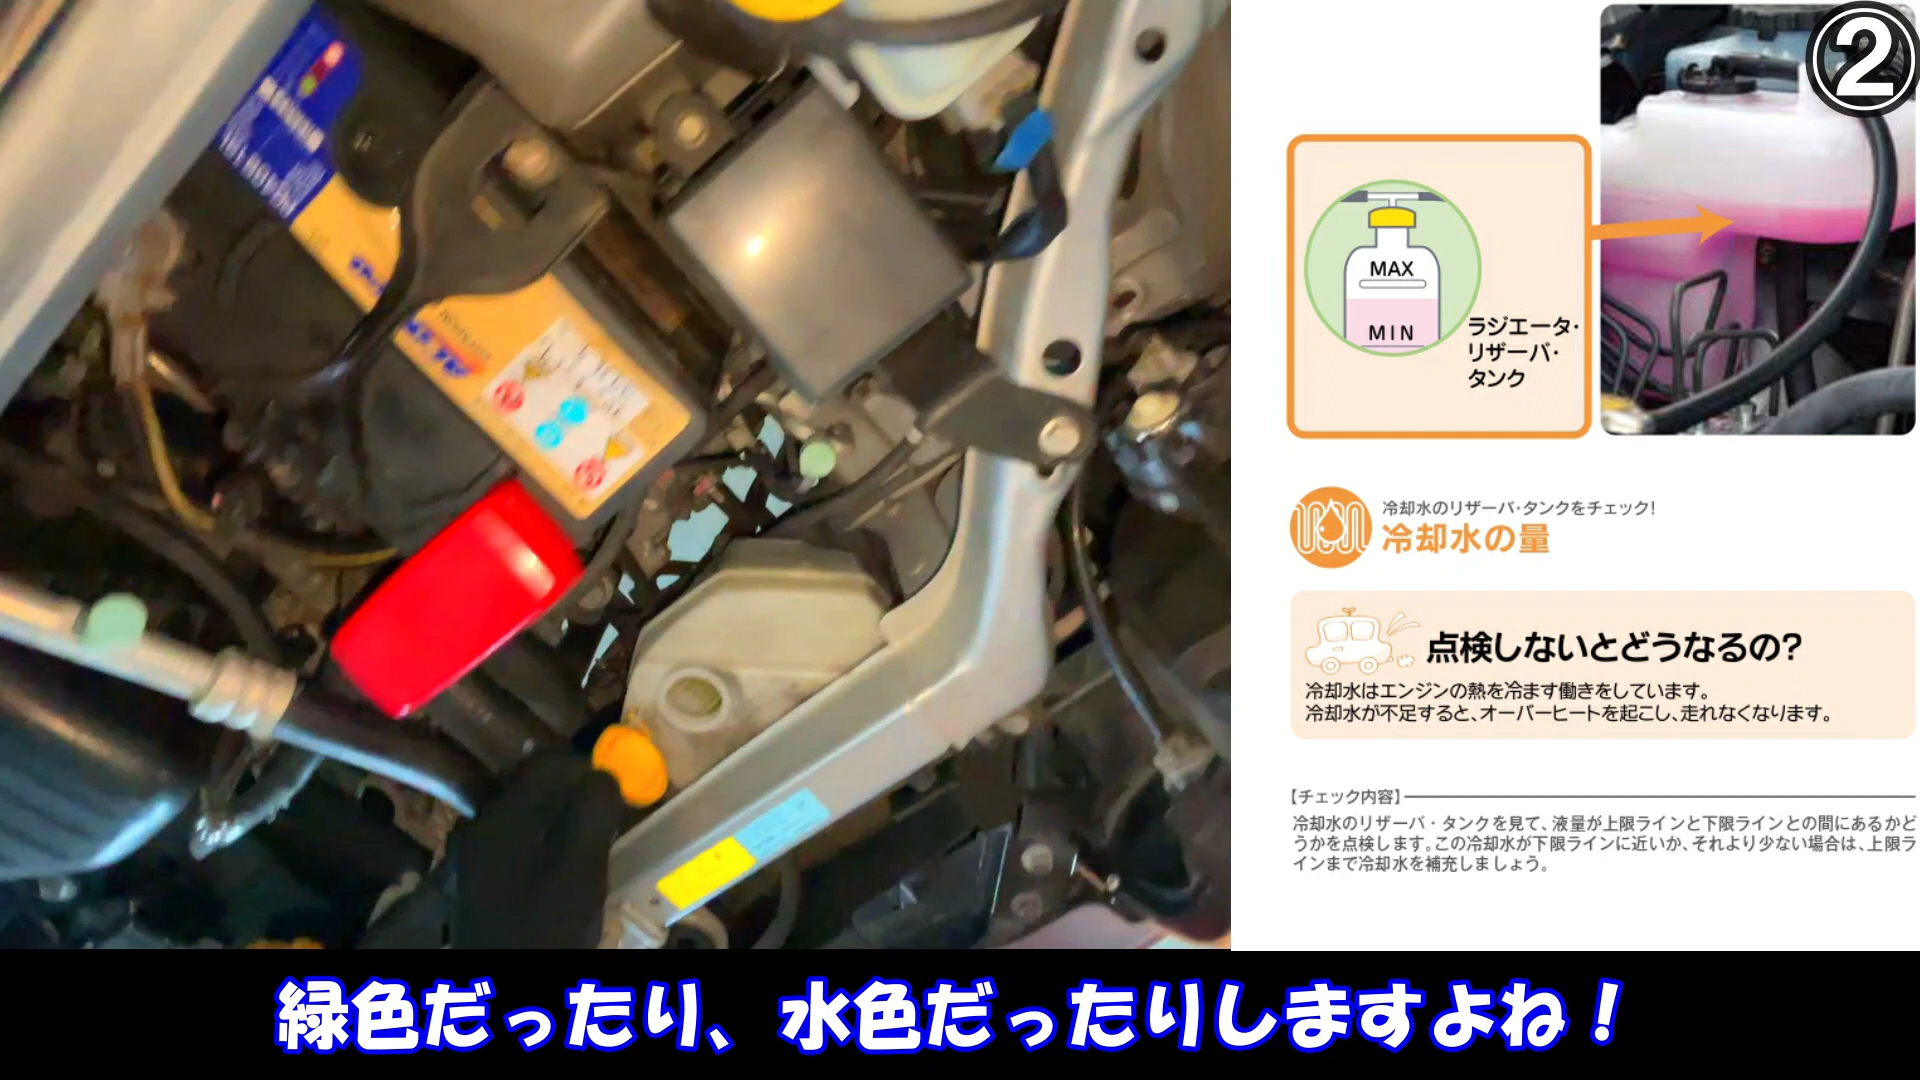 ②
MAX
MIN
ラジエータ・
リザーバ・
タンク
冷却水のリザーバ・タンクをチェック!
冷却水の量
点検しないとどうなるの?
冷却水はエンジンの熱を冷ます働きをしています。
冷却水が不足すると、オーバーヒートを起こし、走れなくなります。
【チェック内容】
冷却水のリザーバ・タンクを見て、液量が上限ラインと下限ラインとの間にあるかど
うかを点検します。この冷却水が下限ラインに近いか、それより少ない場合は、上限ラ
インまで冷却水を補充しましょう。
緑色だったり、水色だったりしますよね！